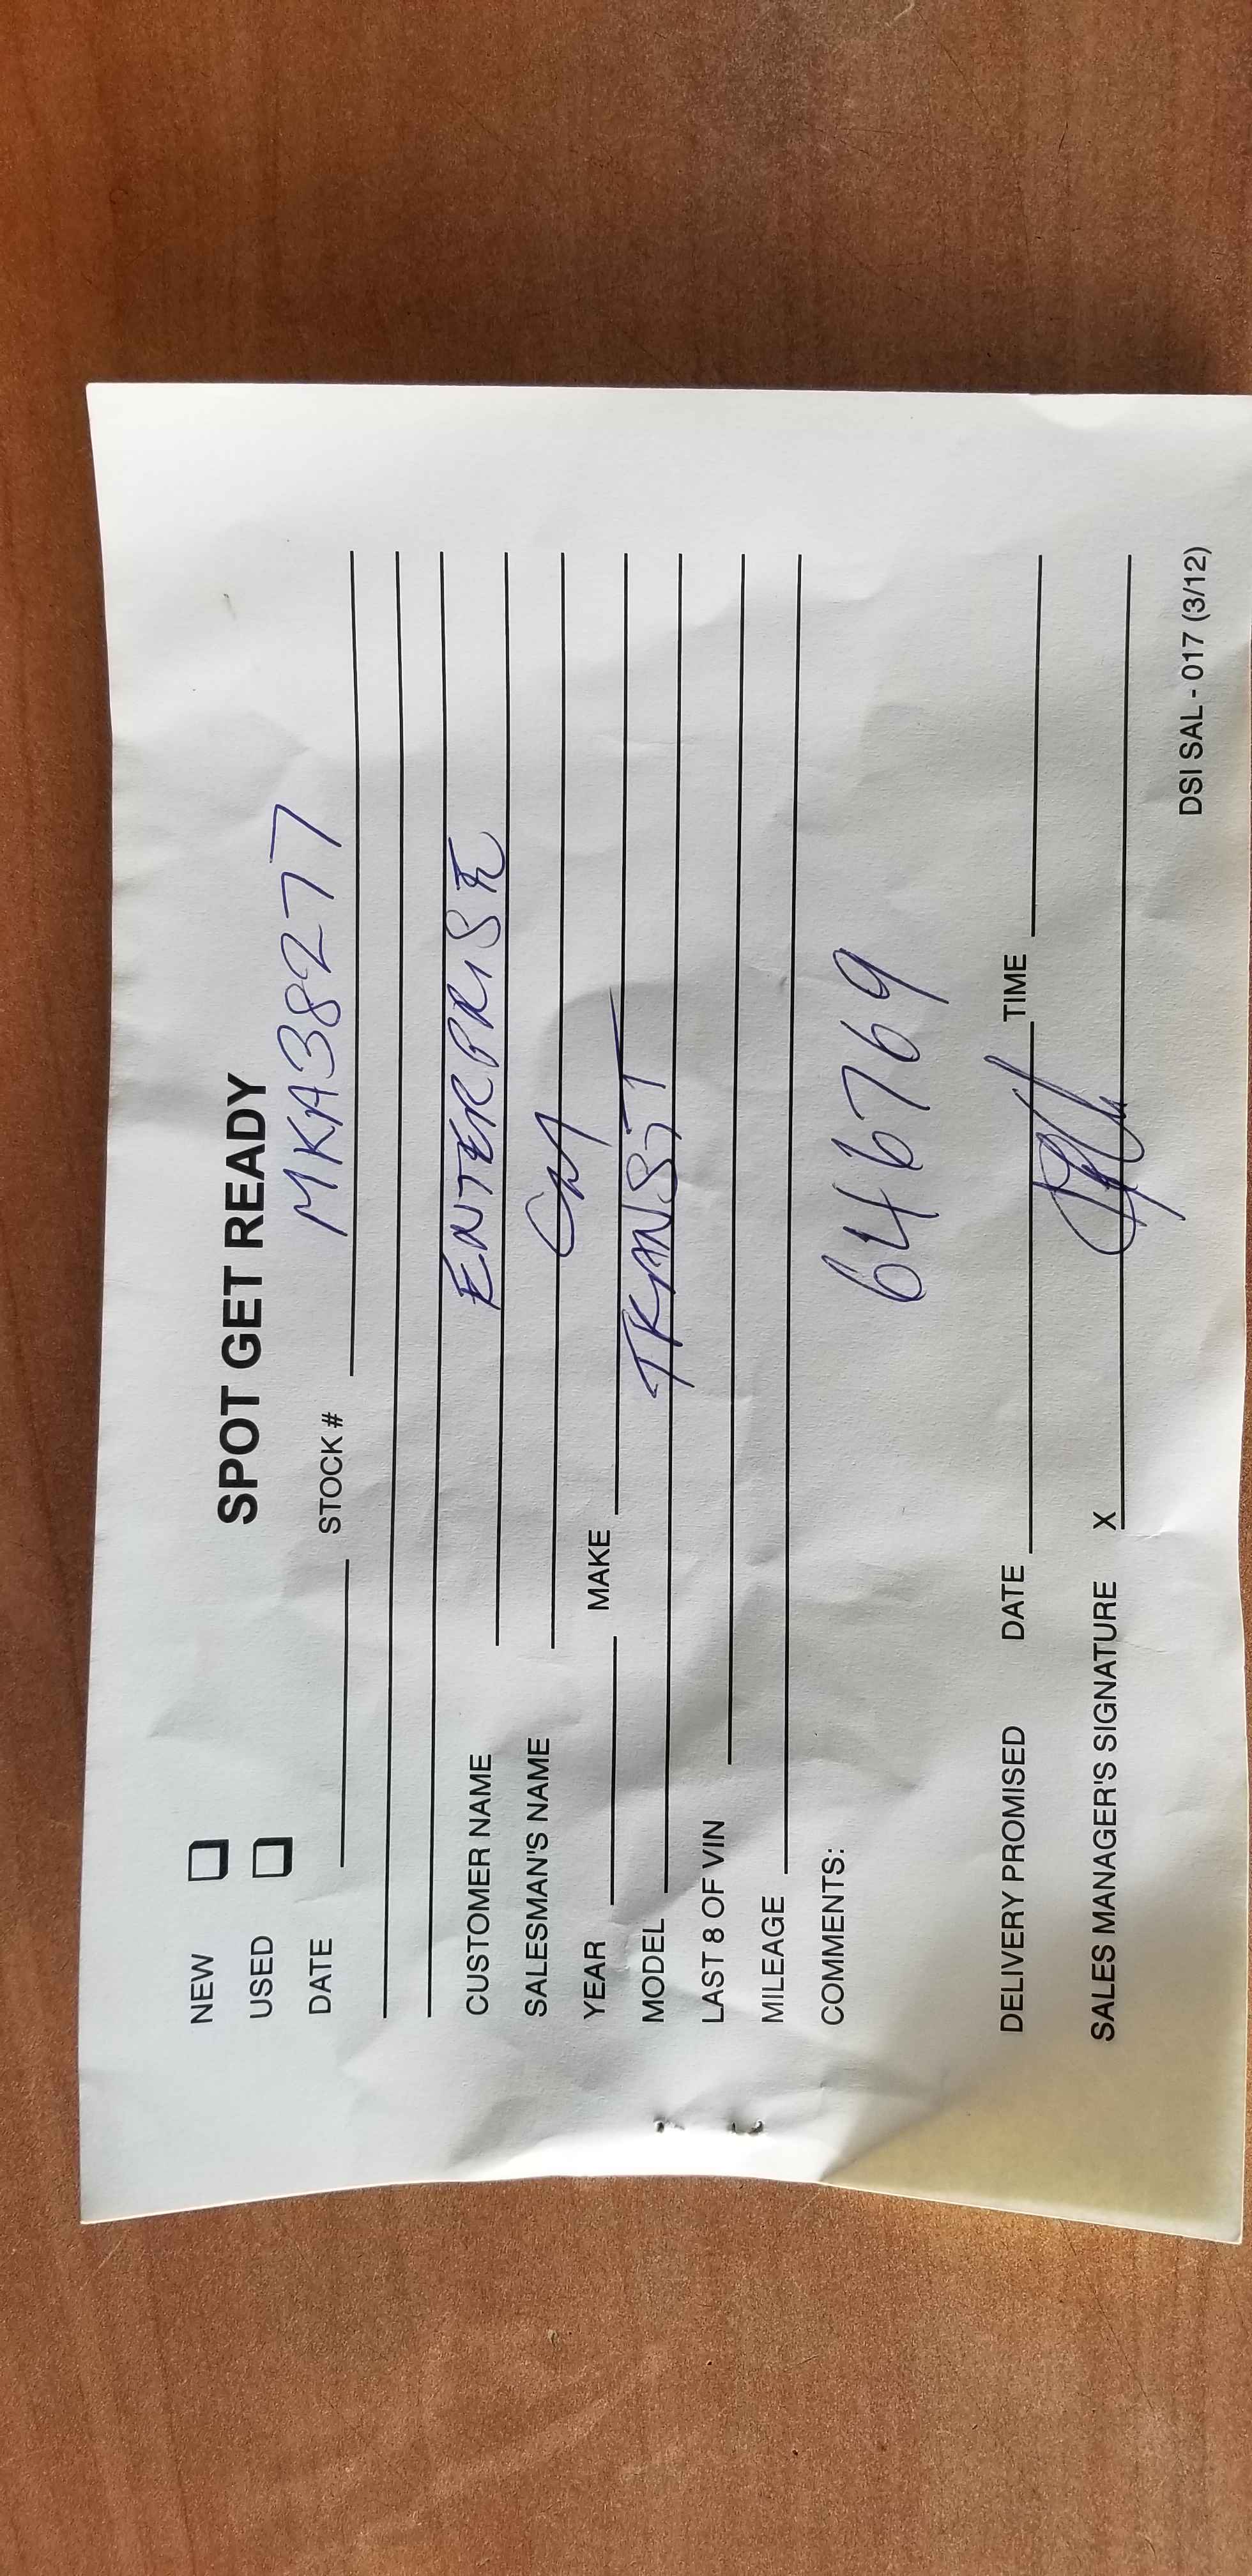 SPOT GET READY
NEW
USED
DATE STOCK # MKA38277
CUSTOMER NAME ENTERPRISE
SALESMAN'S NAME
YEAR MAKE
MODEL TRANSIT
LAST 8 OF VIN
MILEAGE
COMMENTS:
646769
DELIVERY PROMISED DATE TIME
SALES MANAGER'S SIGNATURE X
DSI SAL - 017 (3/12)